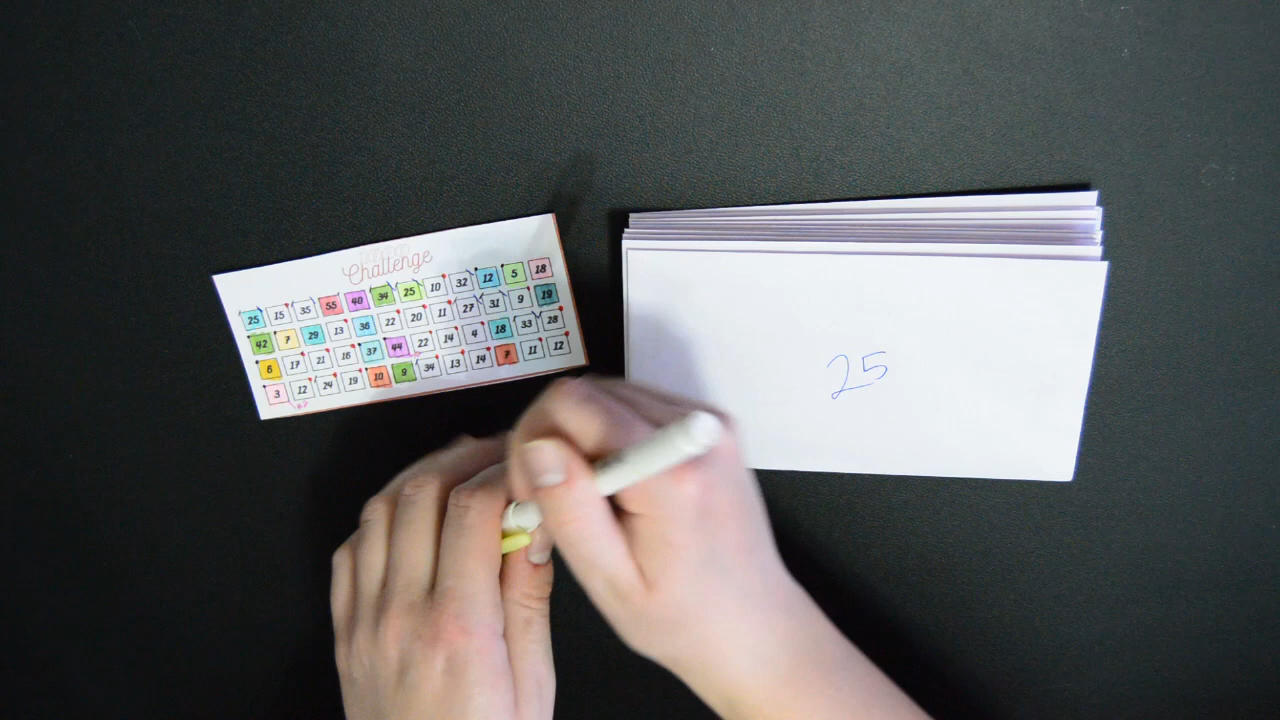 Challenge
25 15 35 55 40 34 25 10 32 12 5 18
42 7 29 13 36 22 20 11 27 31 9 19
6 17 21 16 37 44 22 14 4 18 33 28
3 12 24 19 10 9 34 13 14 7 11 12
25